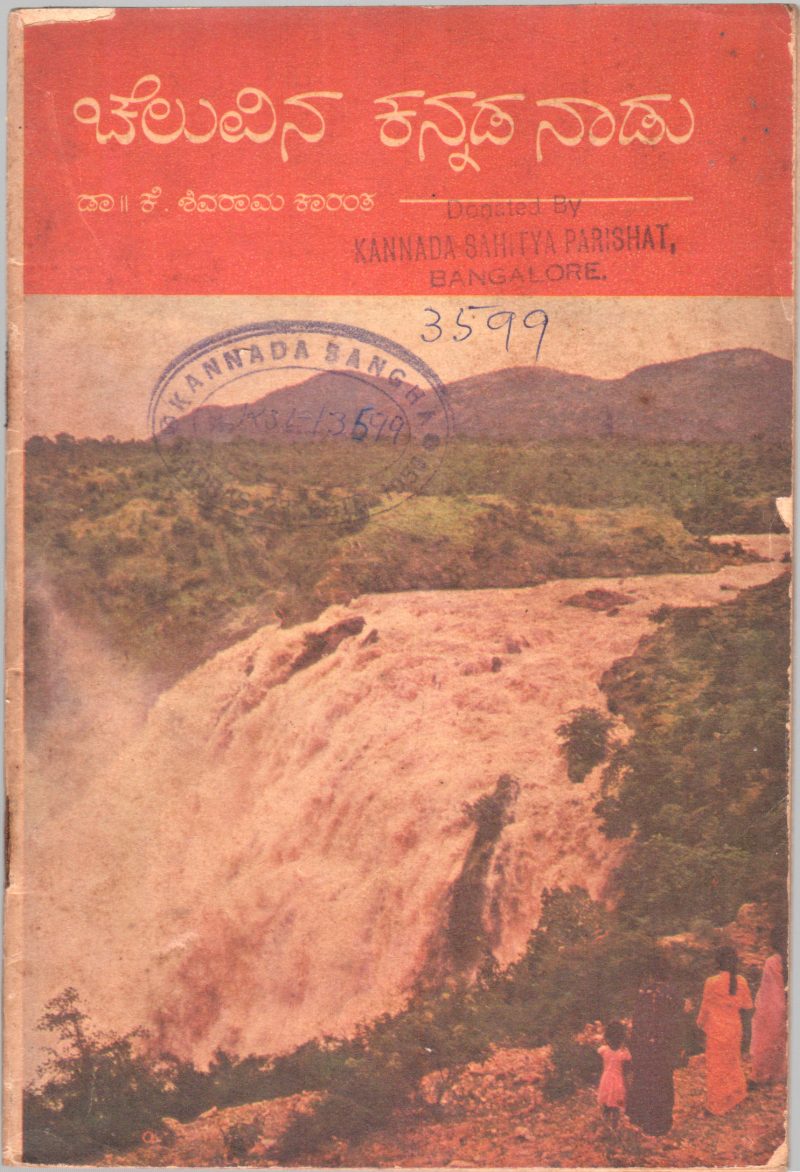 ಚೆಲುವಿನ ಕನ್ನಡ ನಾಡು
ಡಾ॥ ಕೆ. ಶಿವರಾಮ ಕಾರಂತ
Donated By
KANNADA SAHITYA PARISHAT,
BANGALORE.
3599
KANNADA SANGHA